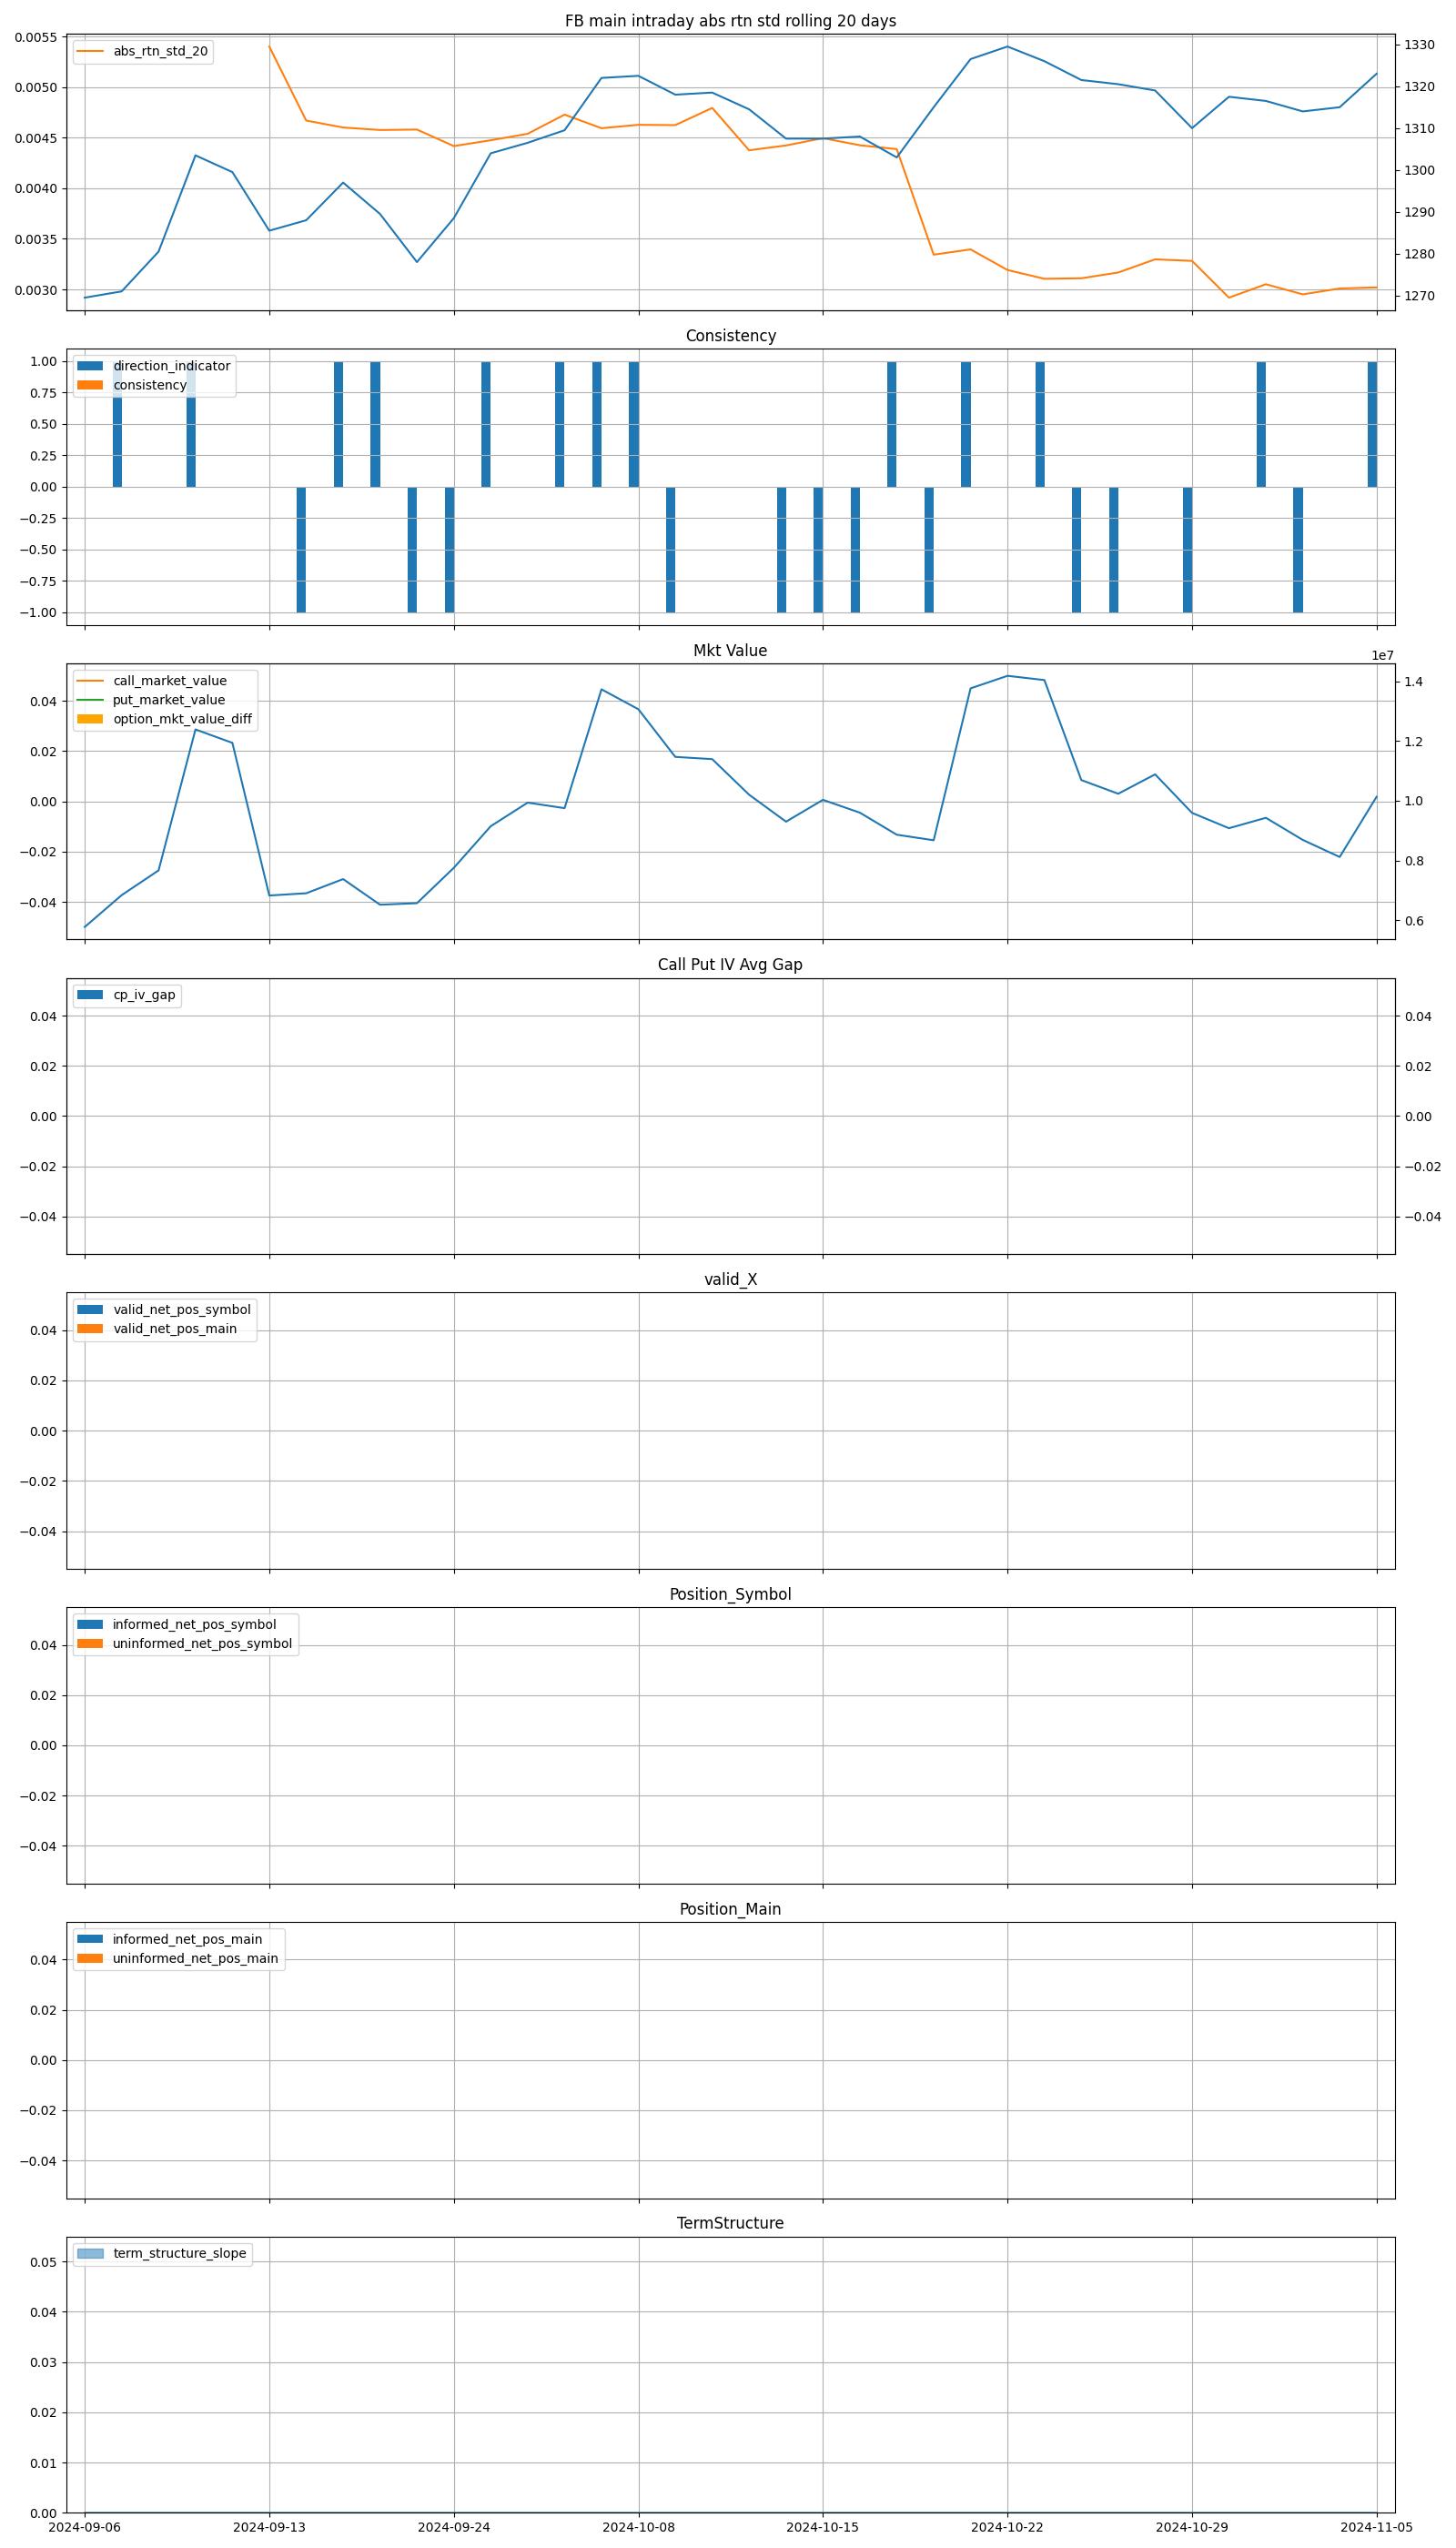 FB main intraday abs rtn std rolling 20 days
abs_rtn_std_20
0.0055
0.0050
0.0045
0.0040
0.0035
0.0030
1330
1320
1310
1300
1290
1280
1270
Consistency
direction_indicator
consistency
1.00
0.75
0.50
0.25
0.00
−0.25
−0.50
−0.75
−1.00
Mkt Value
1e7
call_market_value
put_market_value
option_mkt_value_diff
0.04
0.02
0.00
−0.02
−0.04
1.4
1.2
1.0
0.8
0.6
Call Put IV Avg Gap
cp_iv_gap
0.04
0.02
0.00
−0.02
−0.04
0.04
0.02
0.00
−0.02
−0.04
valid_X
valid_net_pos_symbol
valid_net_pos_main
0.04
0.02
0.00
−0.02
−0.04
Position_Symbol
informed_net_pos_symbol
uninformed_net_pos_symbol
0.04
0.02
0.00
−0.02
−0.04
Position_Main
informed_net_pos_main
uninformed_net_pos_main
0.04
0.02
0.00
−0.02
−0.04
TermStructure
term_structure_slope
0.05
0.04
0.03
0.02
0.01
0.00
2024-09-06 2024-09-13 2024-09-24 2024-10-08 2024-10-15 2024-10-22 2024-10-29 2024-11-05